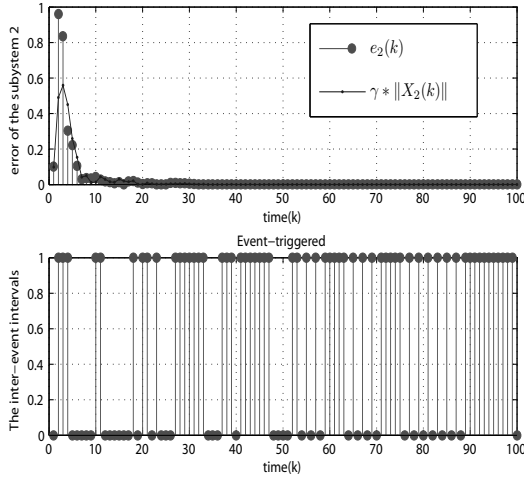 error of the subystem 2
1
0.8
0.6
0.4
0.2
0
e₂(k)
γ ∗ ‖X₂(k)‖
0 10 20 30 40 50 60 70 80 90 100
time(k)
Event−triggered
The inter−event intervals
1
0.8
0.6
0.4
0.2
0
0 10 20 30 40 50 60 70 80 90 100
time(k)